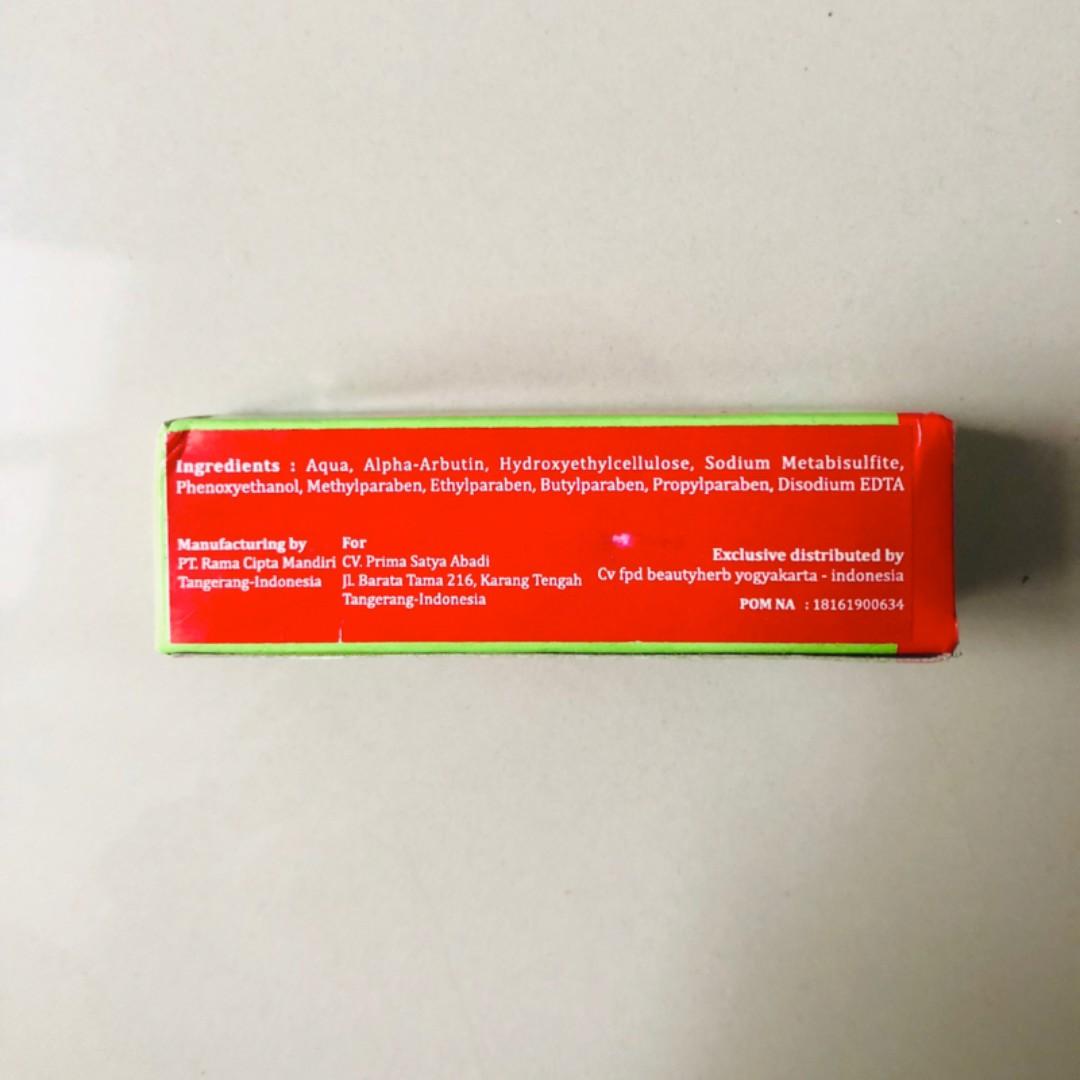 Ingredients : Aqua, Alpha-Arbutin, Hydroxyethylcellulose, Sodium Metabisulfite,
Phenoxyethanol, Methylparaben, Ethylparaben, Butylparaben, Propylparaben, Disodium EDTA
Manufacturing by
PT. Rama Cipta Mandiri
Tangerang-Indonesia
For
CV. Prima Satya Abadi
Jl. Barata Tama 216, Karang Tengah
Tangerang-Indonesia
Exclusive distributed by
Cv fpd beautyherb yogyakarta - indonesia
POM NA : 18161900634